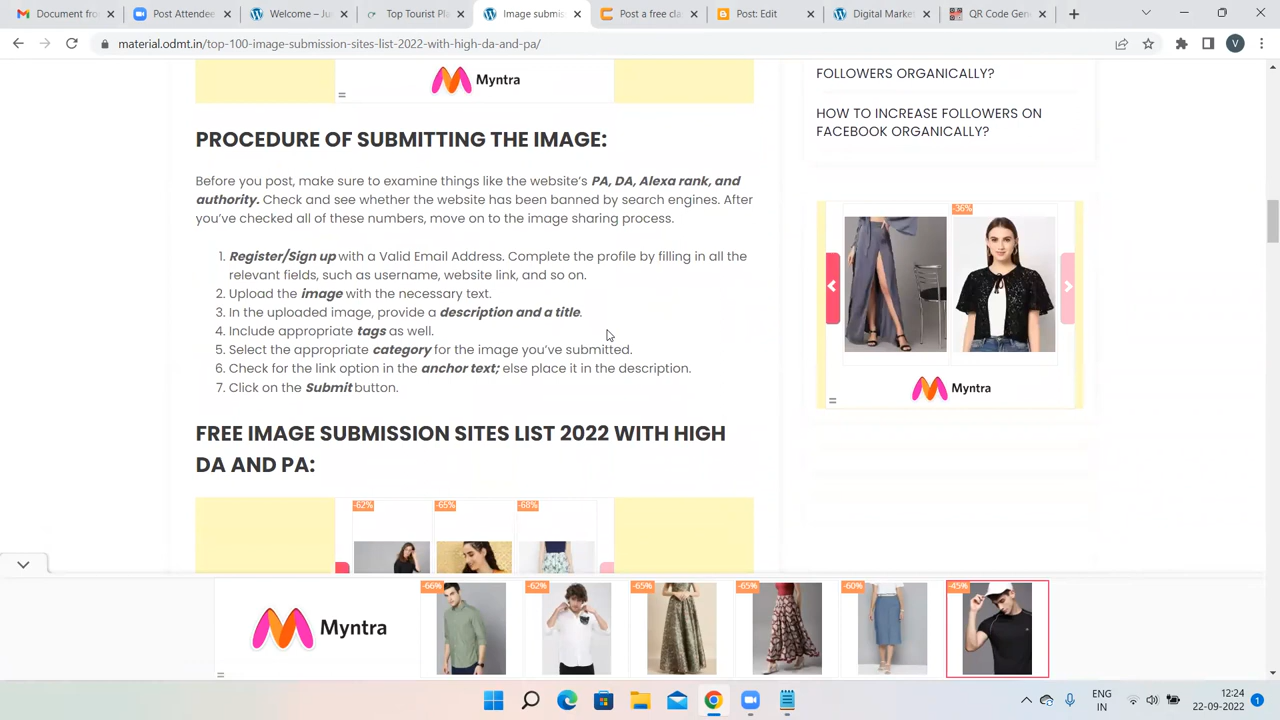 Document fro
Post Attende
Welcome – Ju
Top Tourist Pl
Image submis
Post a free cl
Post: Edit
Digital Market
QR Code Gen
material.odmt.in/top-100-image-submission-sites-list-2022-with-high-da-and-pa/
V
Myntra
PROCEDURE OF SUBMITTING THE IMAGE:
Before you post, make sure to examine things like the website's PA, DA, Alexa rank, and
authority. Check and see whether the website has been banned by search engines. After
you've checked all of these numbers, move on to the image sharing process.
1. Register/Sign up with a Valid Email Address. Complete the profile by filling in all the
relevant fields, such as username, website link, and so on.
2. Upload the image with the necessary text.
3. In the uploaded image, provide a description and a title.
4. Include appropriate tags as well.
5. Select the appropriate category for the image you've submitted.
6. Check for the link option in the anchor text; else place it in the description.
7. Click on the Submit button.
FREE IMAGE SUBMISSION SITES LIST 2022 WITH HIGH
DA AND PA:
-62%
-65%
-68%
FOLLOWERS ORGANICALLY?
HOW TO INCREASE FOLLOWERS ON
FACEBOOK ORGANICALLY?
-36%
Myntra
Myntra
-66%
-62%
-65%
-65%
-60%
-45%
ENG
IN
12:24
22-09-2022
1